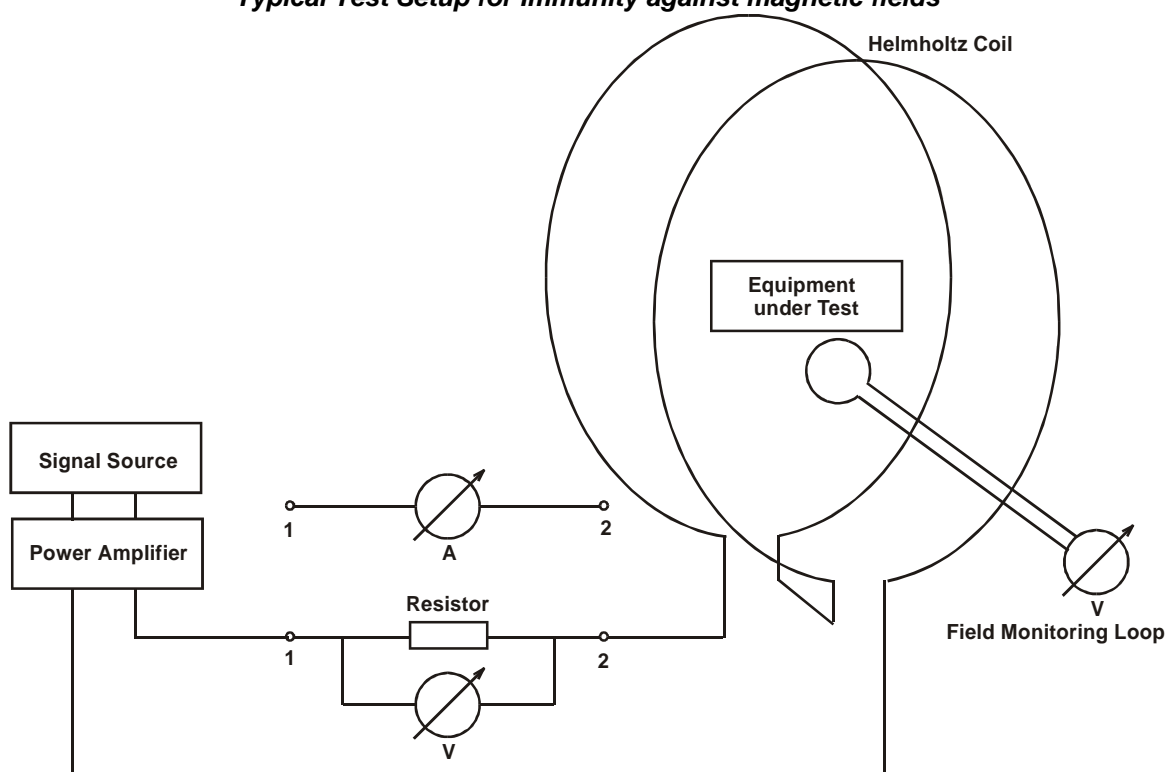 Typical Test Setup for immunity against magnetic fields
Helmholtz Coil
Equipment
under Test
Signal Source
Power Amplifier
1
2
A
Resistor
1
2
V
V
Field Monitoring Loop